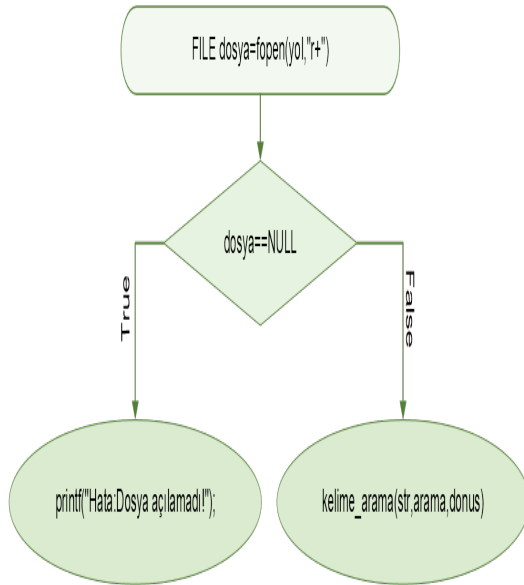 FILE dosya=fopen(yol,"r+")
dosya==NULL
True
False
printf("Hata:Dosya açılamadı!");
kelime_arama(str,arama,donus)